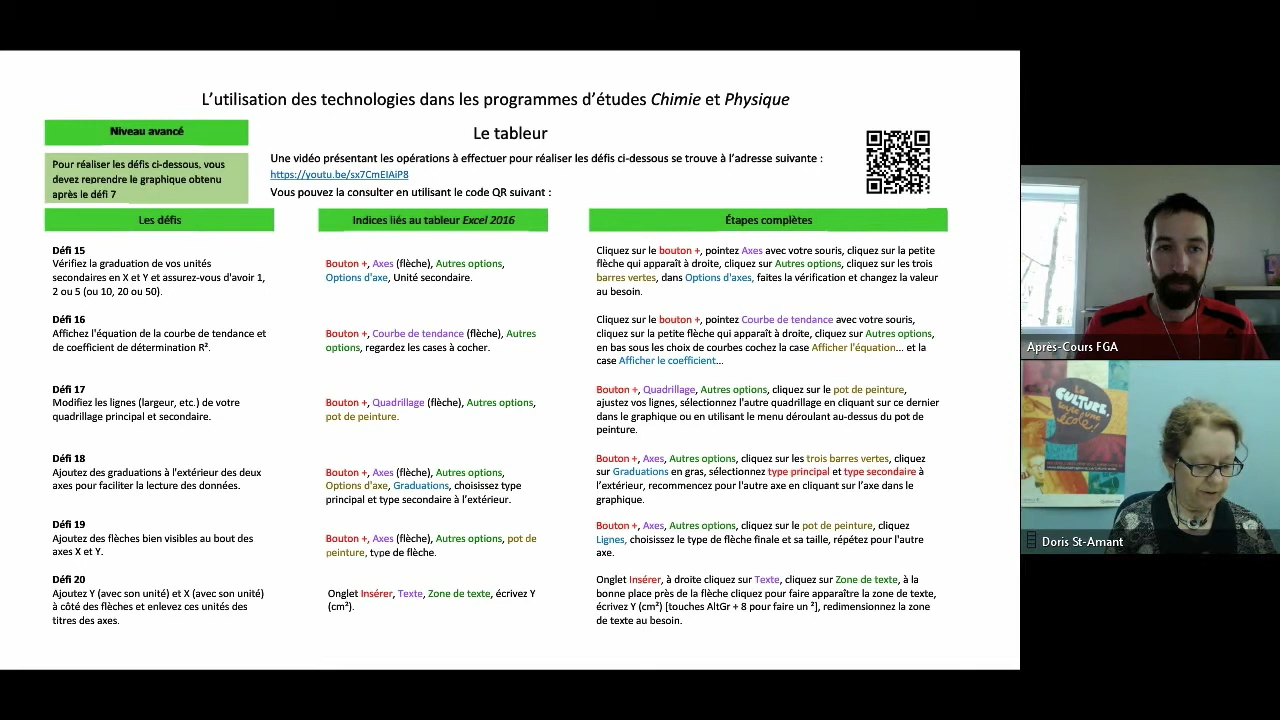 L'utilisation des technologies dans les programmes d'études Chimie et Physique
Niveau avancé
Le tableur
Pour réaliser les défis ci-dessous, vous
devez reprendre le graphique obtenu
après le défi 7
Une vidéo présentant les opérations à effectuer pour réaliser les défis ci-dessous se trouve à l'adresse suivante :
https://youtu.be/sx7CmEIAiP8
Vous pouvez la consulter en utilisant le code QR suivant :
Les défis
Indices liés au tableur Excel 2016
Étapes complètes
Défi 15
Vérifiez la graduation de vos unités
secondaires en X et Y et assurez-vous d'avoir 1,
2 ou 5 (ou 10, 20 ou 50).
Bouton +, Axes (flèche), Autres options,
Options d'axe, Unité secondaire.
Cliquez sur le bouton +, pointez Axes avec votre souris, cliquez sur la petite
flèche qui apparaît à droite, cliquez sur Autres options, cliquez sur les trois
barres vertes, dans Options d'axes, faites la vérification et changez la valeur
au besoin.
Défi 16
Affichez l'équation de la courbe de tendance et
de coefficient de détermination R².
Bouton +, Courbe de tendance (flèche), Autres
options, regardez les cases à cocher.
Cliquez sur le bouton +, pointez Courbe de tendance avec votre souris,
cliquez sur la petite flèche qui apparaît à droite, cliquez sur Autres options,
en bas sous les choix de courbes cochez la case Afficher l'équation... et la
case Afficher le coefficient...
Défi 17
Modifiez les lignes (largeur, etc.) de votre
quadrillage principal et secondaire.
Bouton +, Quadrillage (flèche), Autres options,
pot de peinture.
Bouton +, Quadrillage, Autres options, cliquez sur le pot de peinture,
ajustez vos lignes, sélectionnez l'autre quadrillage en cliquant sur ce dernier
dans le graphique ou en utilisant le menu déroulant au-dessus du pot de
peinture.
Défi 18
Ajoutez des graduations à l'extérieur des deux
axes pour faciliter la lecture des données.
Bouton +, Axes (flèche), Autres options,
Options d'axe, Graduations, choisissez type
principal et type secondaire à l'extérieur.
Bouton +, Axes, Autres options, cliquez sur les trois barres vertes, cliquez
sur Graduations en gras, sélectionnez type principal et type secondaire à
l'extérieur, recommencez pour l'autre axe en cliquant sur l'axe dans le
graphique.
Défi 19
Ajoutez des flèches bien visibles au bout des
axes X et Y.
Bouton +, Axes (flèche), Autres options, pot de
peinture, type de flèche.
Bouton +, Axes, Autres options, cliquez sur le pot de peinture, cliquez
Lignes, choisissez le type de flèche finale et sa taille, répétez pour l'autre
axe.
Défi 20
Ajoutez Y (avec son unité) et X (avec son unité)
à côté des flèches et enlevez ces unités des
titres des axes.
Onglet Insérer, Texte, Zone de texte, écrivez Y
(cm²).
Onglet Insérer, à droite cliquez sur Texte, cliquez sur Zone de texte, à la
bonne place près de la flèche cliquez pour faire apparaître la zone de texte,
écrivez Y (cm²) [touches AltGr + 8 pour faire un ²], redimensionnez la zone
de texte au besoin.
Après-Cours FGA
La
CULTURE,
école!
Doris St-Amant